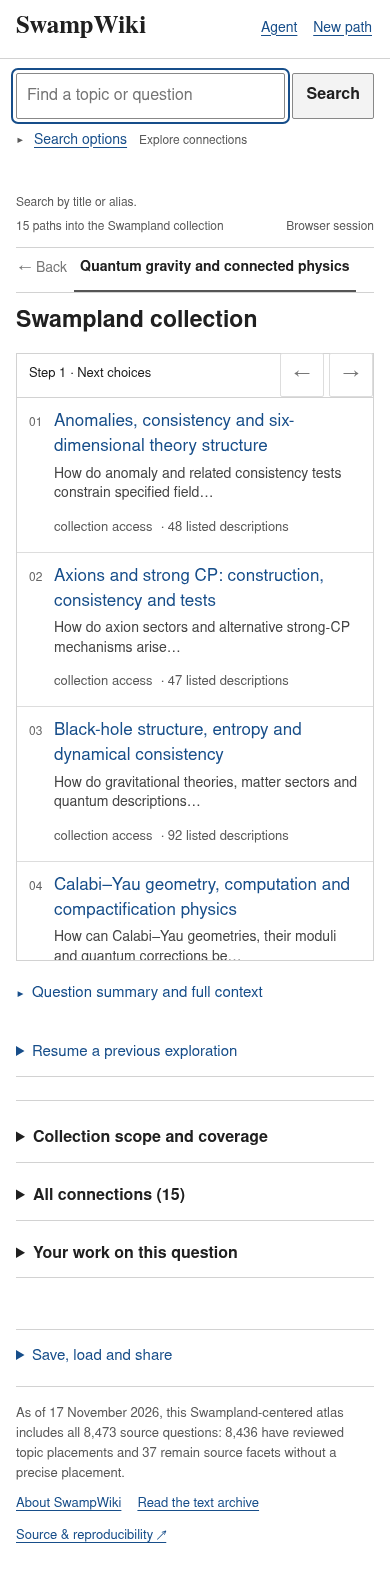 SwampWiki
Agent New path
Find a topic or question
Search
▸ Search options Explore connections
Search by title or alias.
15 paths into the Swampland collection Browser session
← Back Quantum gravity and connected physics
Swampland collection
Step 1 · Next choices ← →
01 Anomalies, consistency and six-
dimensional theory structure
How do anomaly and related consistency tests
constrain specified field…
collection access · 48 listed descriptions
02 Axions and strong CP: construction,
consistency and tests
How do axion sectors and alternative strong-CP
mechanisms arise…
collection access · 47 listed descriptions
03 Black-hole structure, entropy and
dynamical consistency
How do gravitational theories, matter sectors and
quantum descriptions…
collection access · 92 listed descriptions
04 Calabi–Yau geometry, computation and
compactification physics
How can Calabi–Yau geometries, their moduli
and quantum corrections be…
▸ Question summary and full context
▶ Resume a previous exploration
▶ Collection scope and coverage
▶ All connections (15)
▶ Your work on this question
▶ Save, load and share
As of 17 November 2026, this Swampland-centered atlas
includes all 8,473 source questions: 8,436 have reviewed
topic placements and 37 remain source facets without a
precise placement.
About SwampWiki Read the text archive
Source & reproducibility ↗